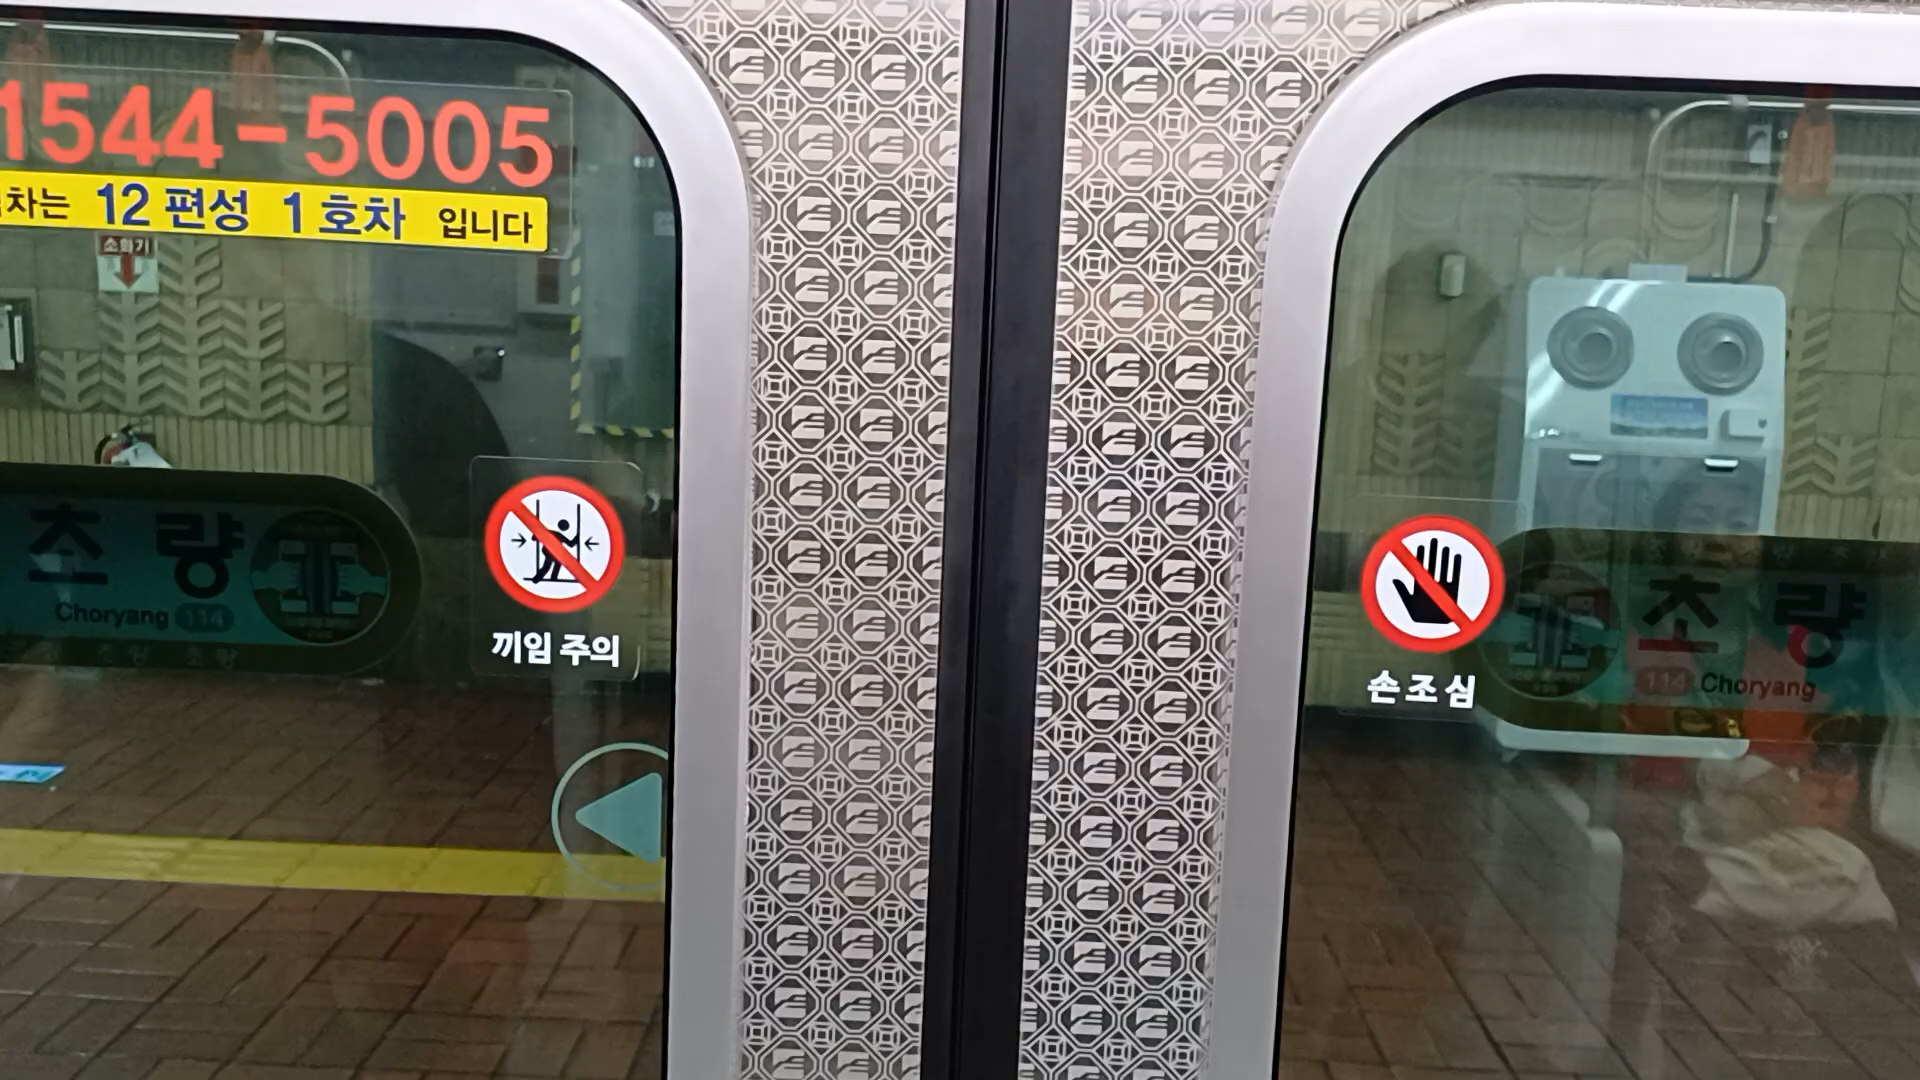 1544-5005
차는 12 편성 1 호차 입니다
소화기
초량
Choryang 114
끼임 주의
손조심
초량
114 Choryang